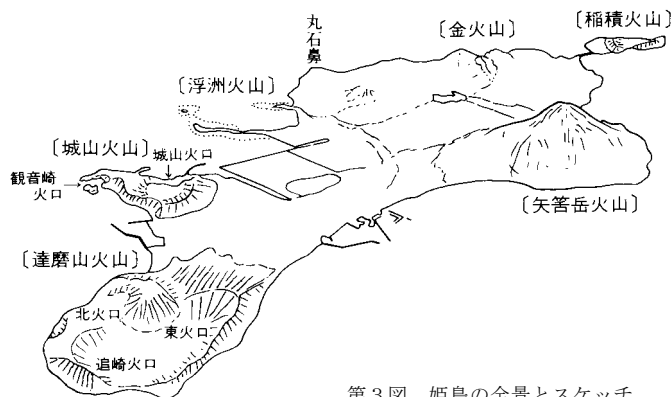 〔稲積火山〕
〔金火山〕
丸石鼻
〔浮洲火山〕
〔城山火山〕
城山火口
観音崎
火口
〔矢筈岳火山〕
〔達磨山火山〕
北火口
東火口
追崎火口
第3図 姫島の全景とスケッチ